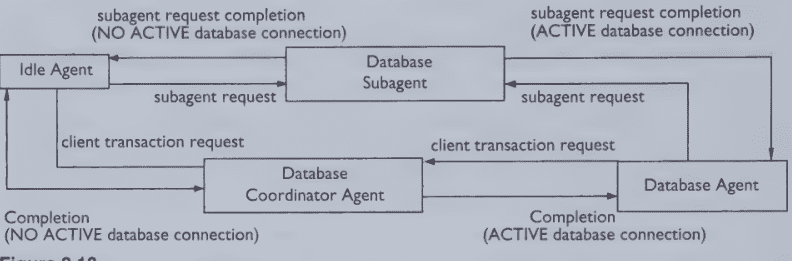 subagent request completion
(NO ACTIVE database connection)
subagent request completion
(ACTIVE database connection)
Idle Agent
Database
Subagent
subagent request
subagent request
client transaction request
client transaction request
Database
Coordinator Agent
Database Agent
Completion
(NO ACTIVE database connection)
Completion
(ACTIVE database connection)